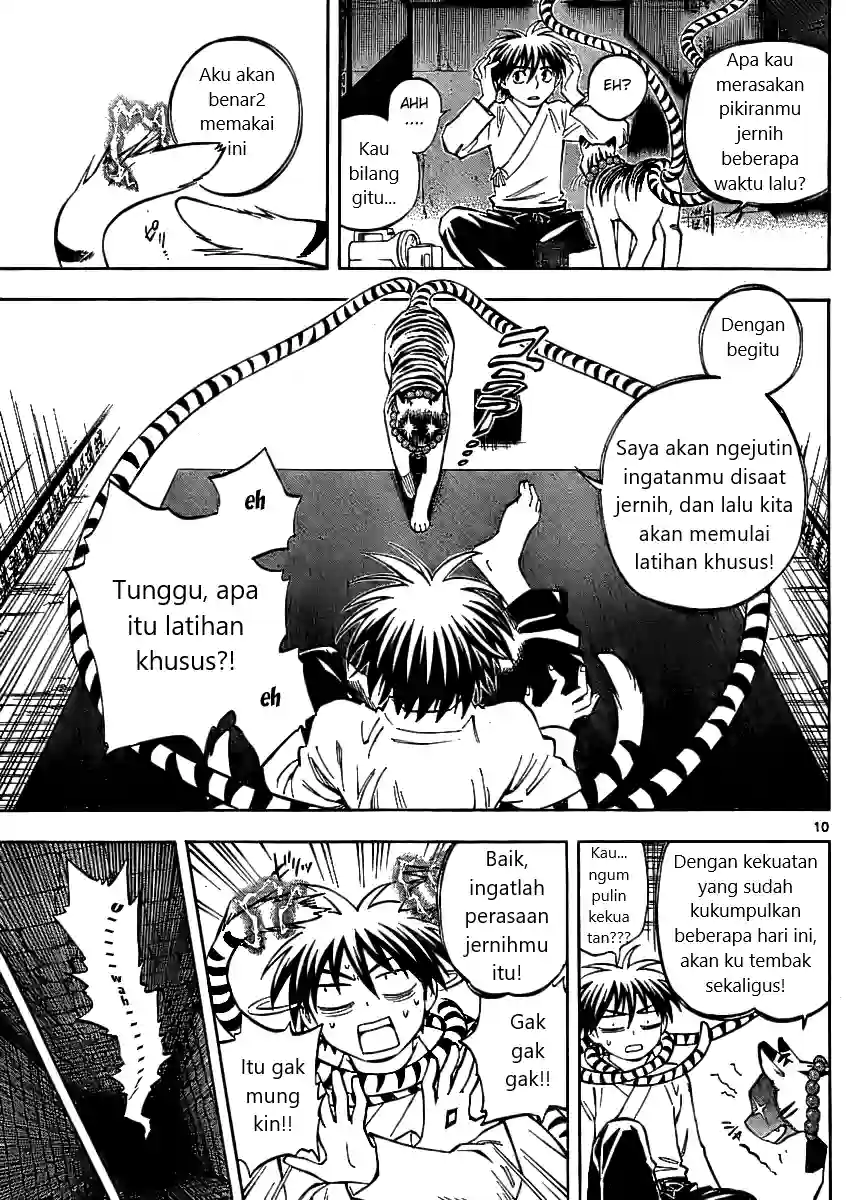 Apa kau
merasakan
pikiranmu
jernih
beberapa
waktu lalu?
EH?
AHH
....
Kau
bilang
gitu...
Aku akan
benar2
memakai
ini
Dengan
begitu
Saya akan ngejutin
ingatanmu disaat
jernih, dan lalu kita
akan memulai
latihan khusus!
eh
Tunggu, apa
itu latihan
khusus?!
eh
10
Dengan kekuatan
yang sudah
kukumpulkan
beberapa hari ini,
akan ku tembak
sekaligus!
Kau...
ngum
pulin
kekua
tan???
Baik,
ingatlah
perasaan
jernihmu
itu!
Gak
gak
gak!!
Itu gak
mung
kin!!